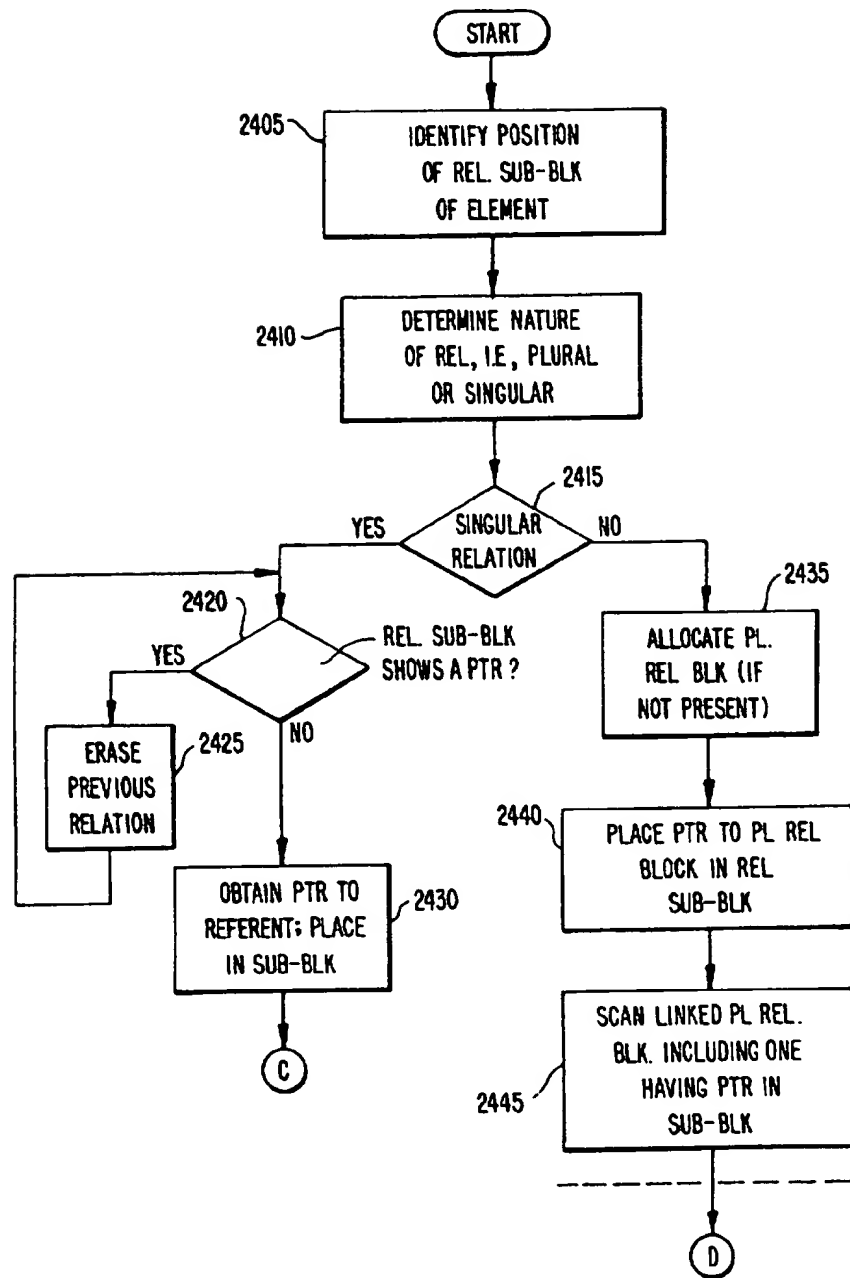 START
2405
IDENTIFY POSITION
OF REL. SUB-BLK
OF ELEMENT
2410
DETERMINE NATURE
OF REL, I.E., PLURAL
OR SINGULAR
2415
YES
SINGULAR
RELATION
NO
2420
YES
REL. SUB-BLK
SHOWS A PTR ?
NO
2425
ERASE
PREVIOUS
RELATION
2430
OBTAIN PTR TO
REFERENT; PLACE
IN SUB-BLK
C
2435
ALLOCATE PL.
REL BLK (IF
NOT PRESENT)
2440
PLACE PTR TO PL REL
BLOCK IN REL
SUB-BLK
2445
SCAN LINKED PL REL.
BLK. INCLUDING ONE
HAVING PTR IN
SUB-BLK
D